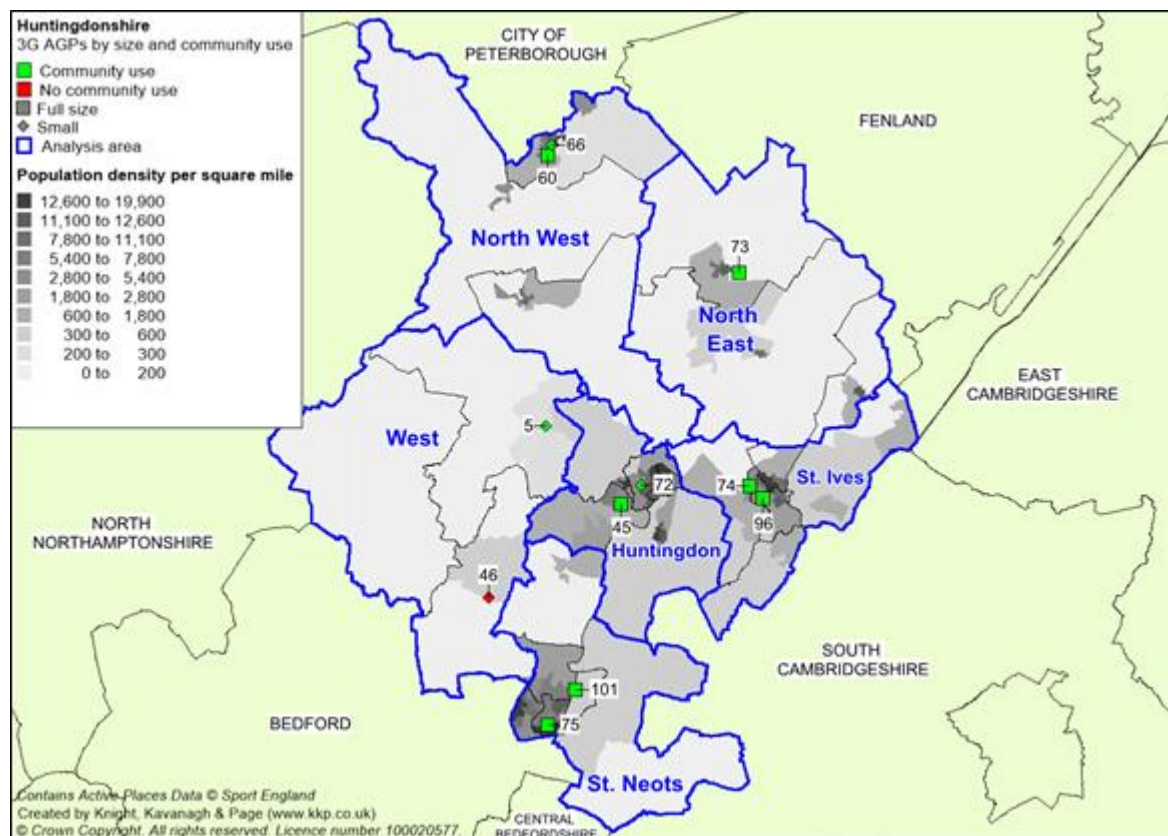 Huntingdonshire
3G AGPs by size and community use
Community use
No community use
Full size
Small
Analysis area
Population density per square mile
12,600 to 19,900
11,100 to 12,600
7,800 to 11,100
5,400 to 7,800
2,800 to 5,400
1,800 to 2,800
600 to 1,800
300 to 600
200 to 300
0 to 200
CITY OF
PETERBOROUGH
FENLAND
66
60
North West
73
North
East
EAST
CAMBRIDGESHIRE
5
West
72
74
St. Ives
45
96
Huntingdon
NORTH
NORTHAMPTONSHIRE
46
SOUTH
CAMBRIDGESHIRE
101
BEDFORD
75
St. Neots
Contains Active Places Data © Sport England
Created by Knight, Kavanagh & Page (www.kkp.co.uk)
© Crown Copyright. All rights reserved. Licence number 100020577.
CENTRAL
BEDFORDSHIRE